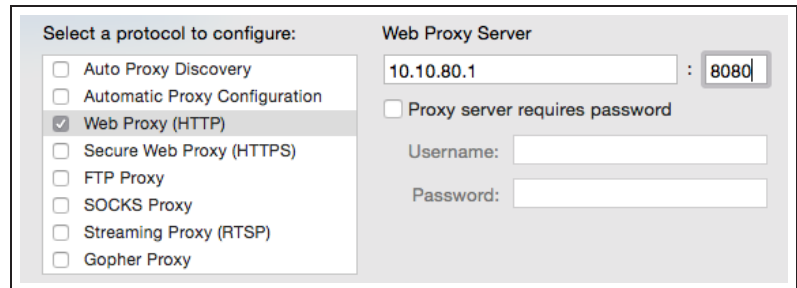 Select a protocol to configure:
Auto Proxy Discovery
Automatic Proxy Configuration
Web Proxy (HTTP)
Secure Web Proxy (HTTPS)
FTP Proxy
SOCKS Proxy
Streaming Proxy (RTSP)
Gopher Proxy
Web Proxy Server
10.10.80.1 : 8080
Proxy server requires password
Username:
Password: